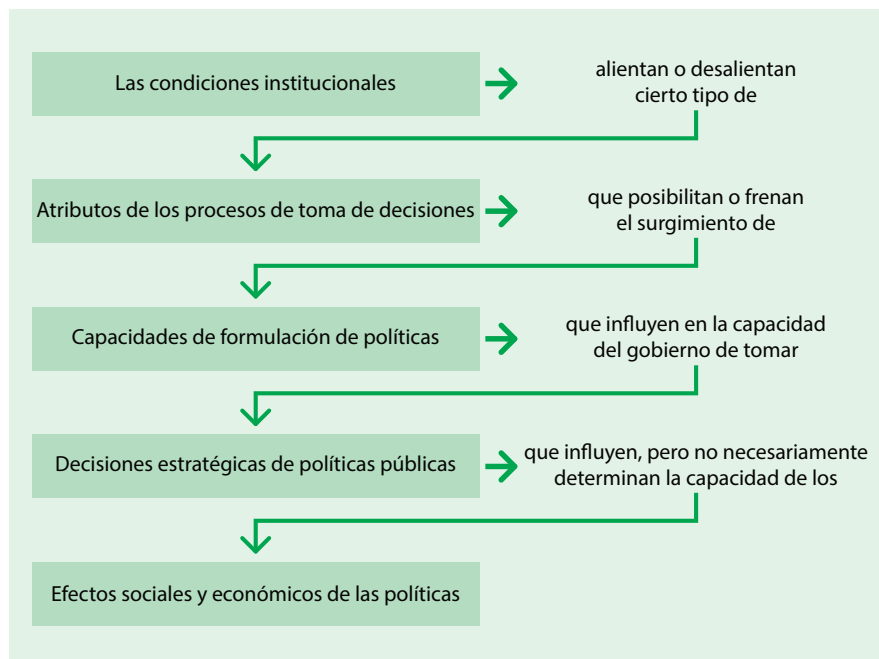 Las condiciones institucionales
alientan o desalientan
cierto tipo de
Atributos de los procesos de toma de decisiones
que posibilitan o frenan
el surgimiento de
Capacidades de formulación de políticas
que influyen en la capacidad
del gobierno de tomar
Decisiones estratégicas de políticas públicas
que influyen, pero no necesariamente
determinan la capacidad de los
Efectos sociales y económicos de las políticas